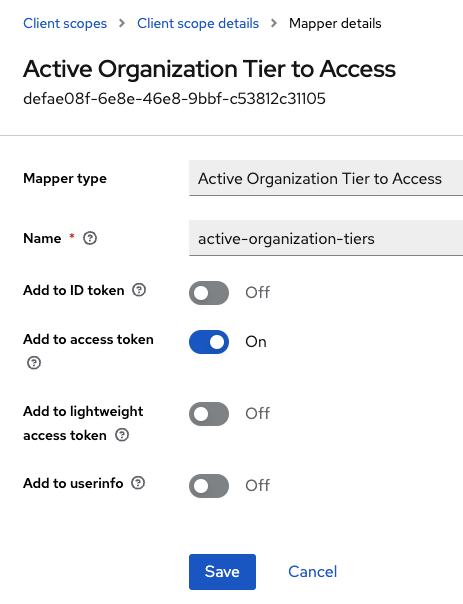 Client scopes > Client scope details > Mapper details
Active Organization Tier to Access
defae08f-6e8e-46e8-9bbf-c53812c31105
Mapper type Active Organization Tier to Access
Name * active-organization-tiers
Add to ID token Off
Add to access token On
Add to lightweight
access token Off
Add to userinfo Off
Save Cancel